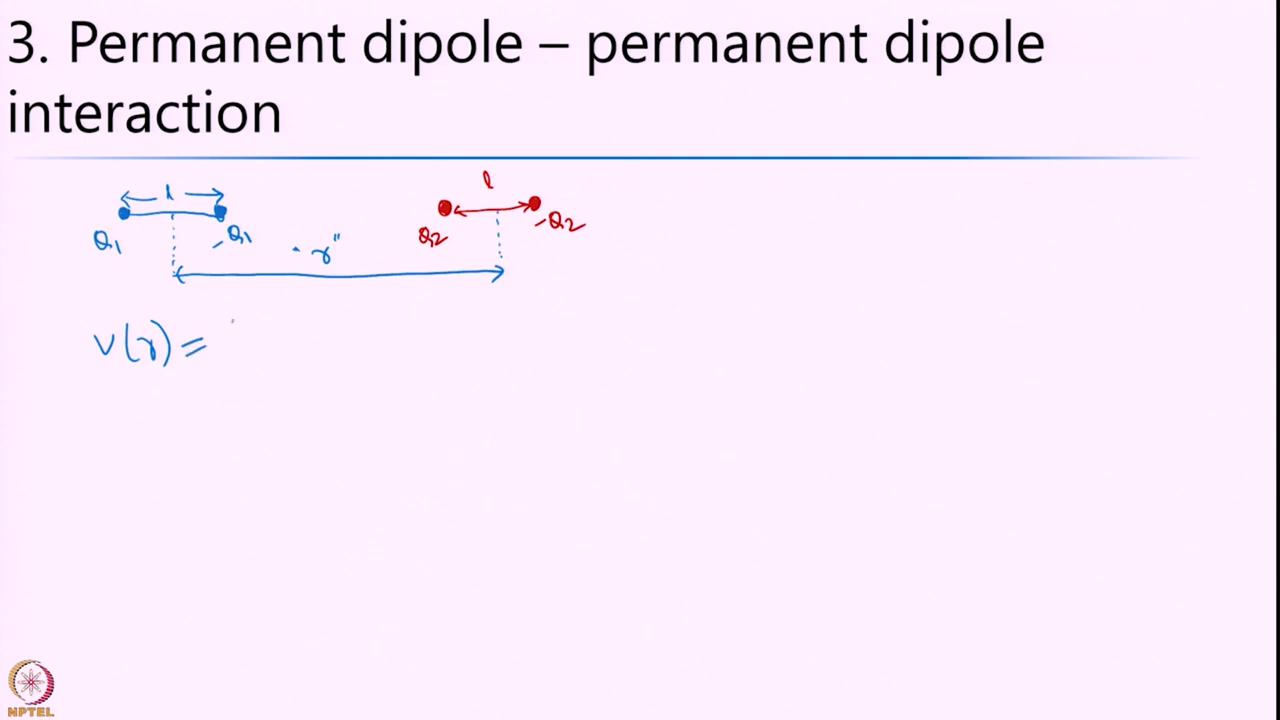 3. Permanent dipole – permanent dipole
interaction
l l
Q1 -Q1 "r" Q2 -Q2
V(r) =
NPTEL